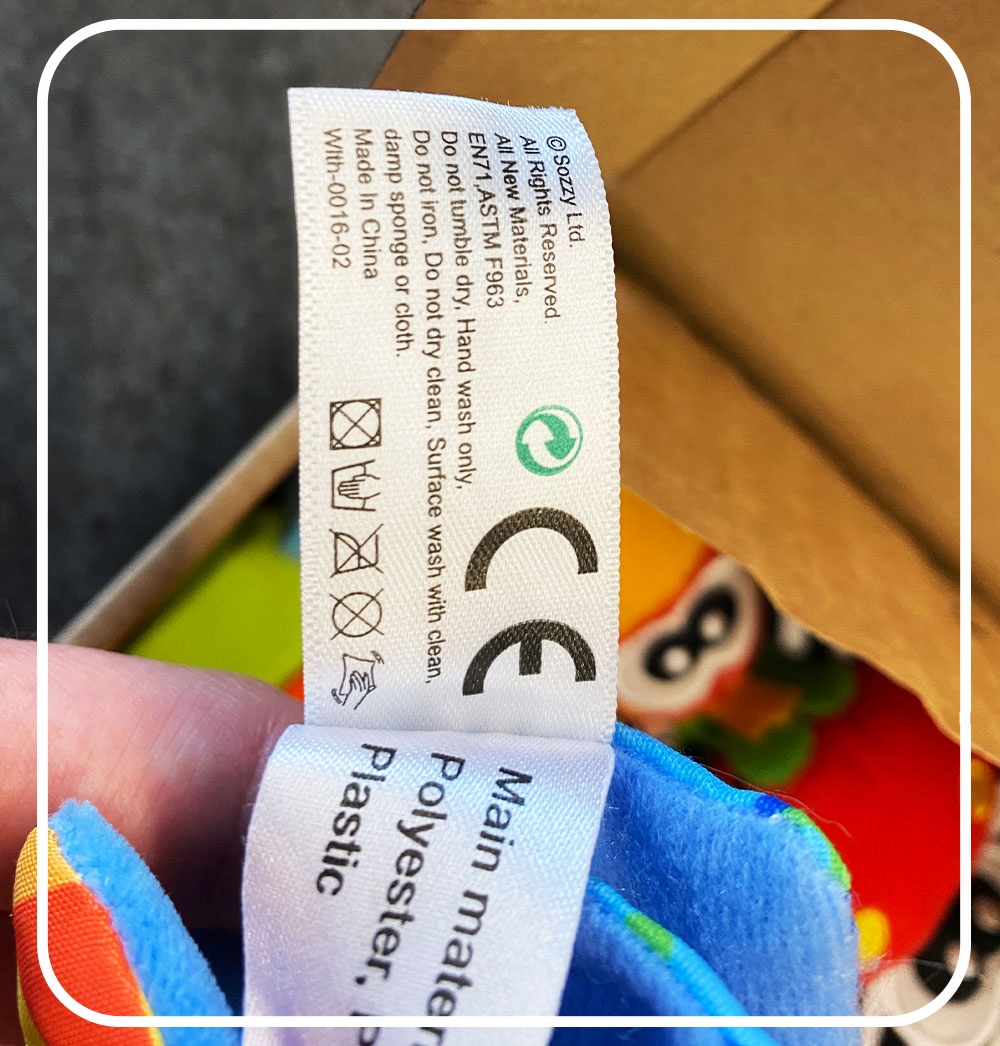 © Sozzy Ltd.
All Rights Reserved.
All New Materials,
EN71,ASTM F963
Do not tumble dry, Hand wash only,
Do not iron, Do not dry clean, Surface wash with clean,
damp sponge or cloth.
Made In China
Wlth-0016-02
CE
Main
Polyester,
Plastic